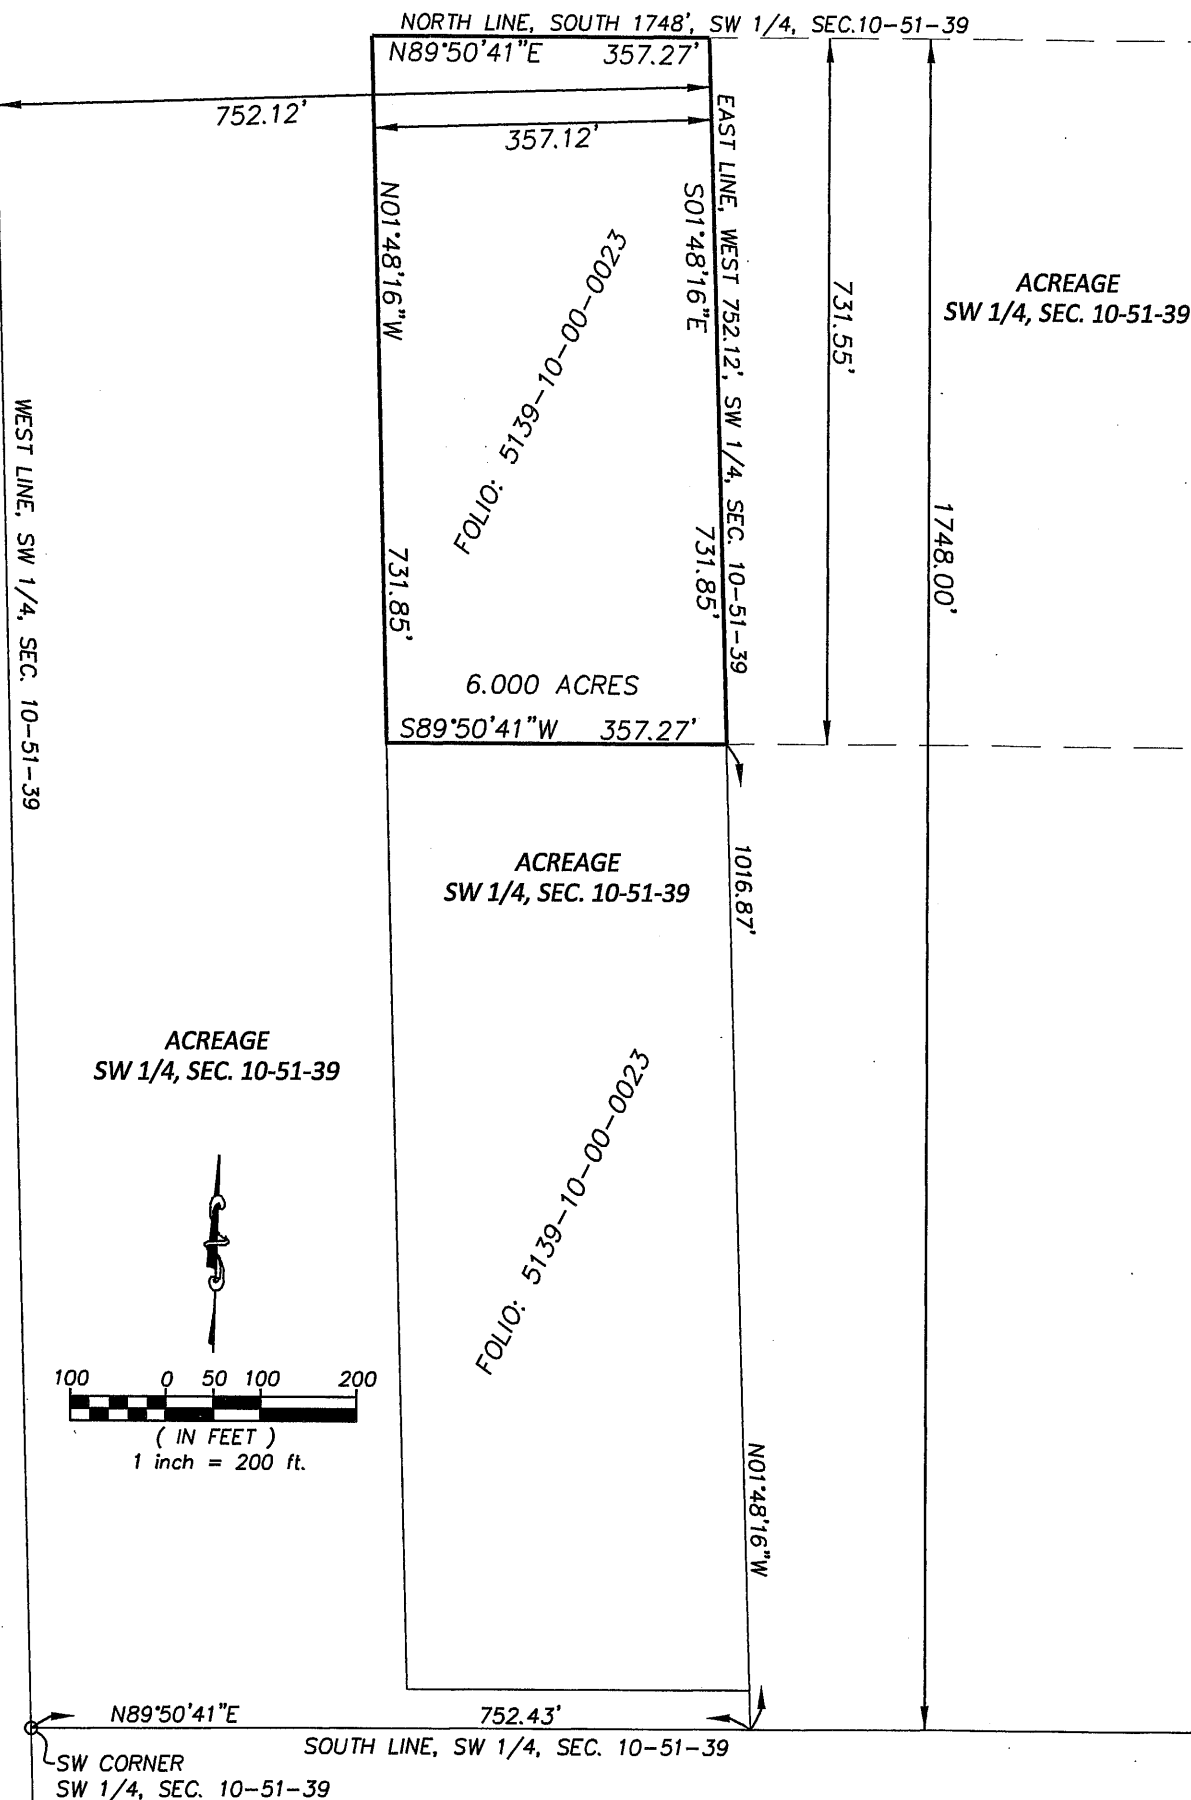 NORTH LINE, SOUTH 1748', SW 1/4, SEC.10-51-39
N89°50'41"E 357.27'
752.12'
357.12'
N01°48'16"W
731.85'
FOLIO: 5139-10-00-0023
S01°48'16"E
731.85'
EAST LINE, WEST 752.12', SW 1/4, SEC. 10-51-39
731.55'
1748.00'
ACREAGE
SW 1/4, SEC. 10-51-39
6.000 ACRES
S89°50'41"W 357.27'
WEST LINE, SW 1/4, SEC. 10-51-39
ACREAGE
SW 1/4, SEC. 10-51-39
1016.87'
ACREAGE
SW 1/4, SEC. 10-51-39
FOLIO: 5139-10-00-0023
100 0 50 100 200
( IN FEET )
1 inch = 200 ft.
N01°48'16"W
N89°50'41"E 752.43'
SOUTH LINE, SW 1/4, SEC. 10-51-39
SW CORNER
SW 1/4, SEC. 10-51-39